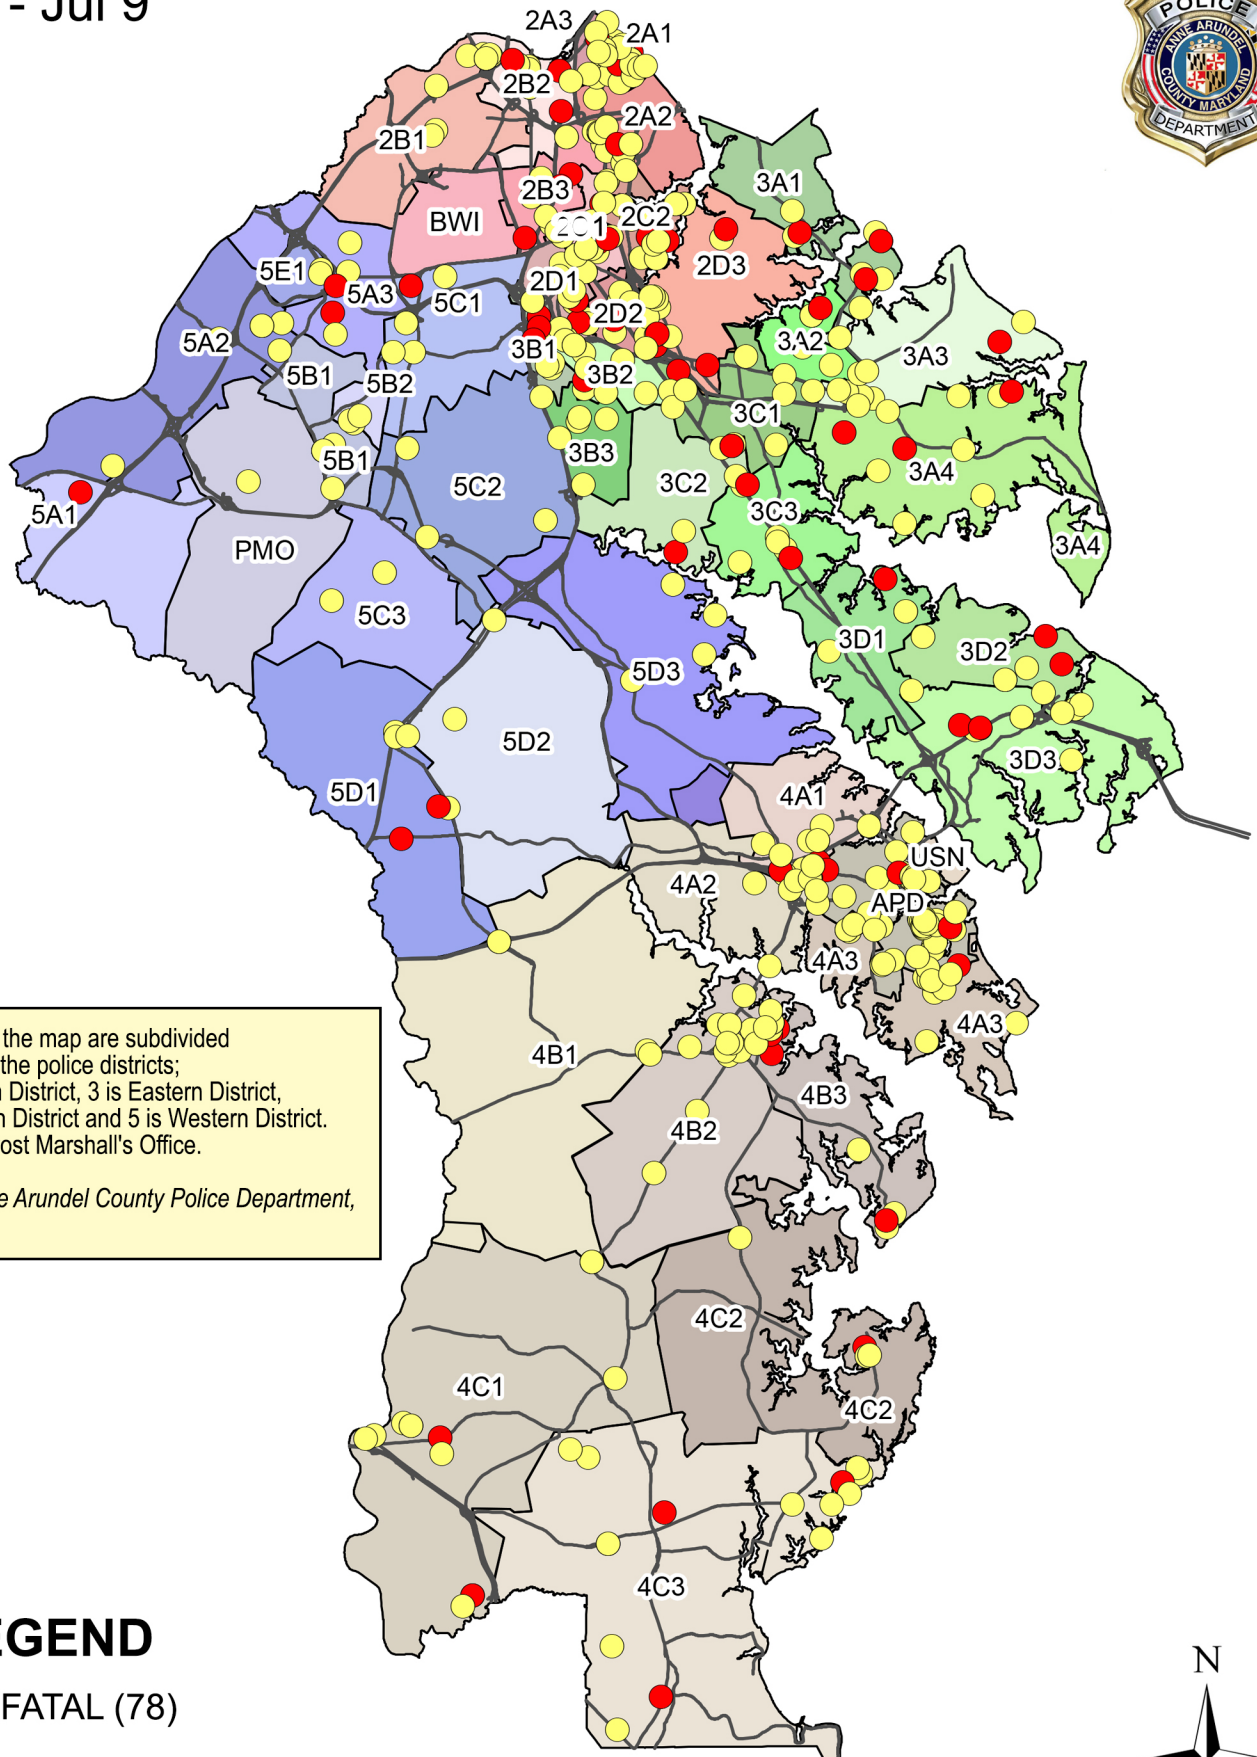 - Jul 9
POLICE
ANNE ARUNDEL
COUNTY MARYLAND
DEPARTMENT
2A3
2A1
2B2
2A2
2B1
3A1
2B3
BWI
2C1
2C2
2D3
5E1
5A3
2D1
5C1
2D2
5A2
3B1
3A2
3A3
5B1
5B2
3B2
3C1
3B3
5B1
5C2
3C2
3A4
5A1
3C3
PMO
3A4
5C3
3D1
3D2
5D3
5D2
3D3
5D1
4A1
USN
4A2
APD
4A3
4A3
the map are subdivided
the police districts;
n District, 3 is Eastern District,
n District and 5 is Western District.
ost Marshall's Office.
e Arundel County Police Department,
4B1
4B3
4B2
4C2
4C1
4C2
4C3
EGEND
FATAL (78)
N